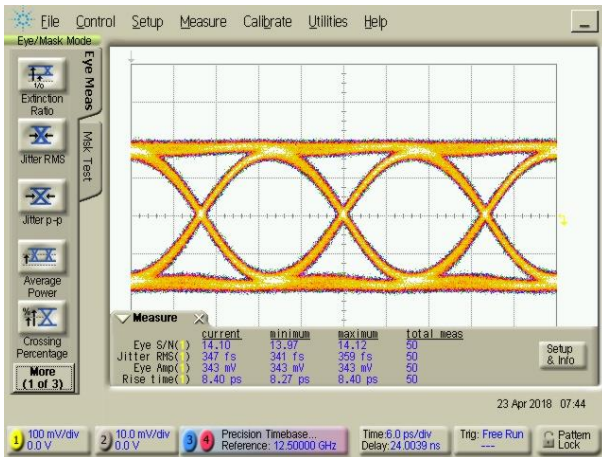 File Control Setup Measure Calibrate Utilities Help
Eye/Mask Mode
Eye Meas
Msk Test
Extinction
Ratio
Jitter RMS
Jitter p-p
Average
Power
Crossing
Percentage
More
(1 of 3)
Measure
current minimum maximum total meas
Eye S/N(1) 14.10 13.97 14.12 50
Jitter RMS(1) 347 fs 341 fs 359 fs 50
Eye Amp(1) 343 mV 343 mV 343 mV 50
Rise time(1) 8.40 ps 8.27 ps 8.40 ps 50
Setup
& Info
23 Apr 2018 07:44
1 100 mV/div
0.0 V
2 10.0 mV/div
0.0 V
3 4 Precision Timebase...
Reference: 12.50000 GHz
Time:6.0 ps/div
Delay:24.0039 ns
Trig: Free Run
---
Pattern
Lock